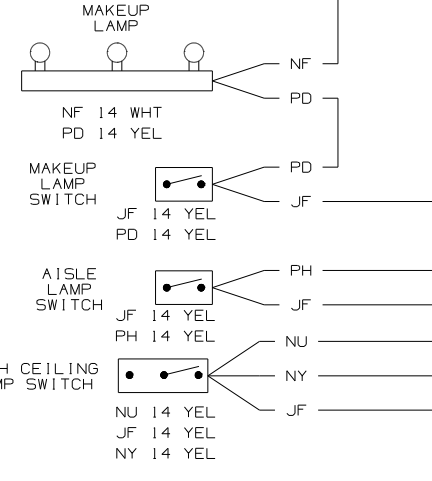 MAKEUP
LAMP
NF
PD
NF 14 WHT
PD 14 YEL
MAKEUP
LAMP
SWITCH
PD
JF
JF 14 YEL
PD 14 YEL
AISLE
LAMP
SWITCH
PH
JF
JF 14 YEL
PH 14 YEL
H CEILING
MP SWITCH
NU
NY
JF
NU 14 YEL
JF 14 YEL
NY 14 YEL